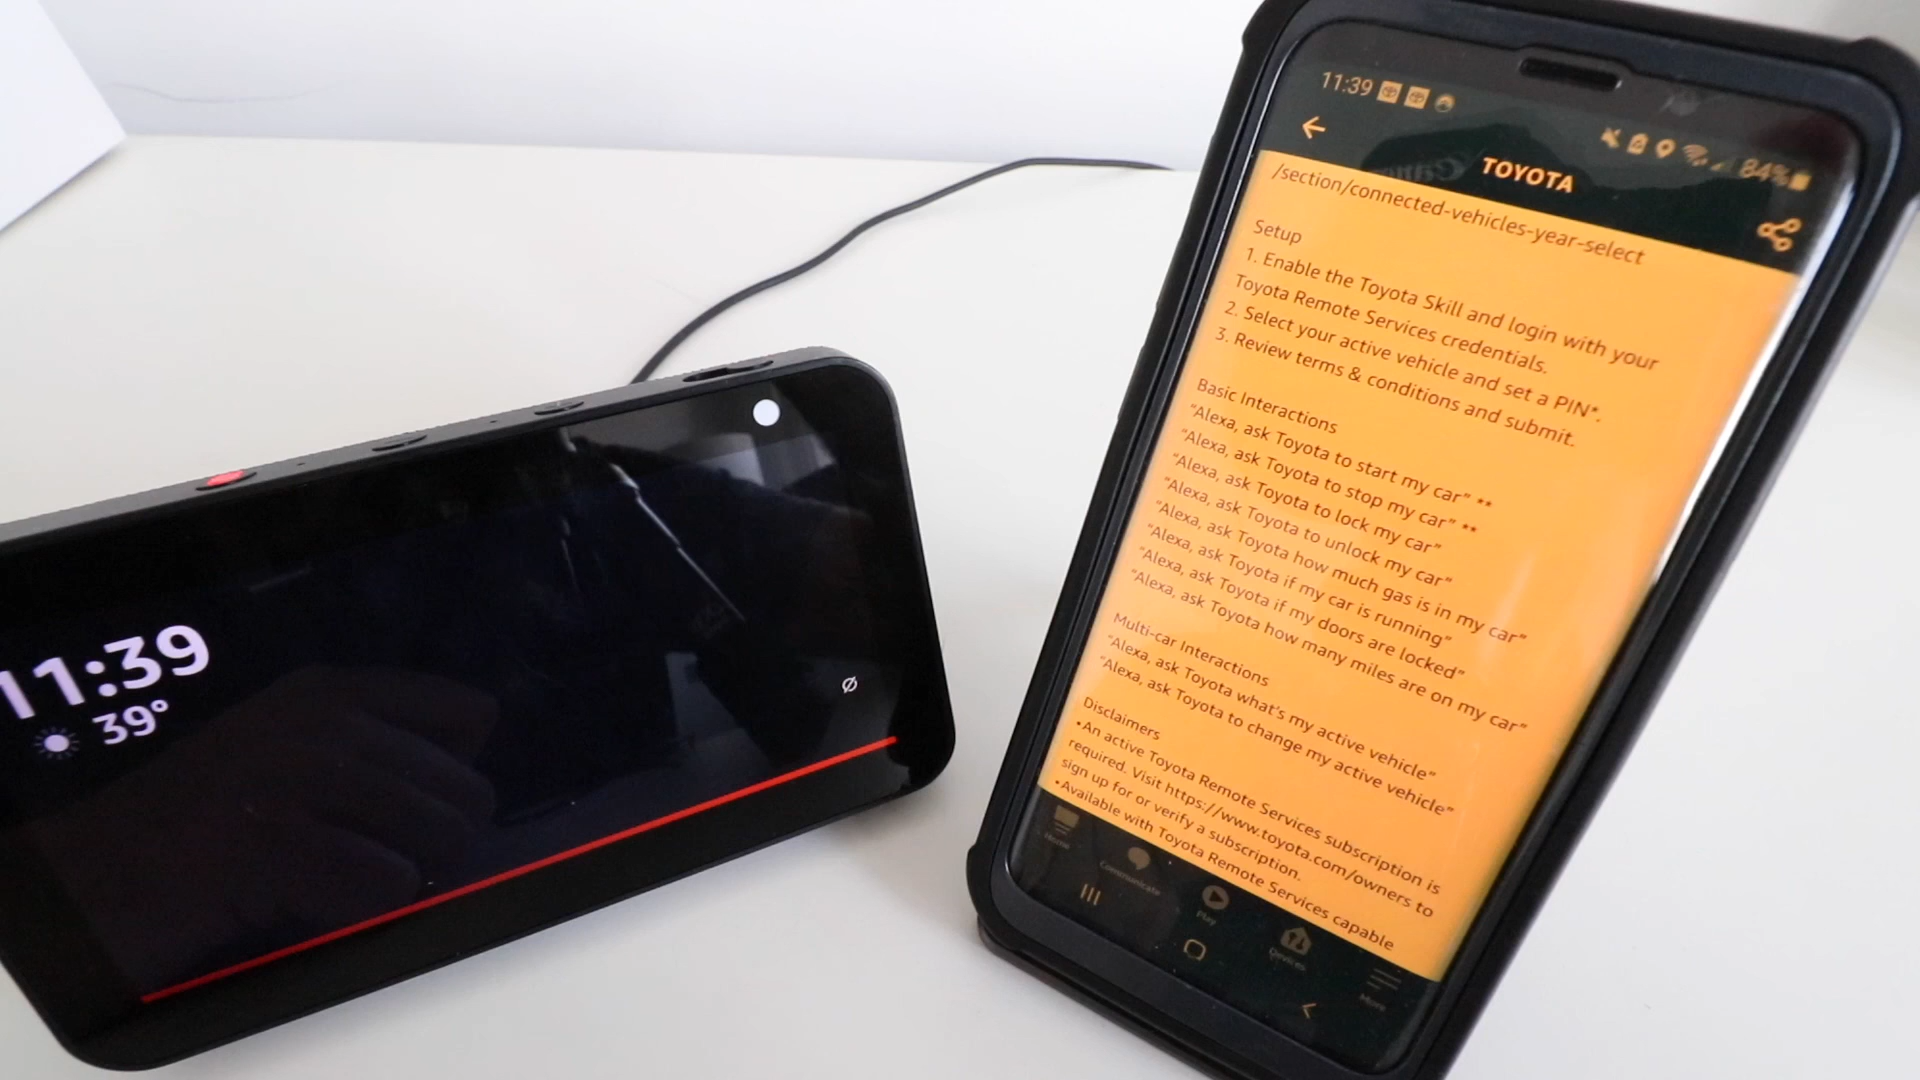 11:39
39°
11:39
84%
TOYOTA
/section/connected-vehicles-year-select
Setup
1. Enable the Toyota Skill and login with your
Toyota Remote Services credentials.
2. Select your active vehicle and set a PIN*.
3. Review terms & conditions and submit.
Basic Interactions
"Alexa, ask Toyota to start my car" **
"Alexa, ask Toyota to stop my car" **
"Alexa, ask Toyota to lock my car"
"Alexa, ask Toyota to unlock my car"
"Alexa, ask Toyota how much gas is in my car"
"Alexa, ask Toyota if my car is running"
"Alexa, ask Toyota if my doors are locked"
"Alexa, ask Toyota how many miles are on my car"
Multi-car Interactions
"Alexa, ask Toyota what's my active vehicle"
"Alexa, ask Toyota to change my active vehicle"
Disclaimers
•An active Toyota Remote Services subscription is
required. Visit https://www.toyota.com/owners to
sign up for or verify a subscription.
•Available with Toyota Remote Services capable
Home
Communicate
Play
Devices
More